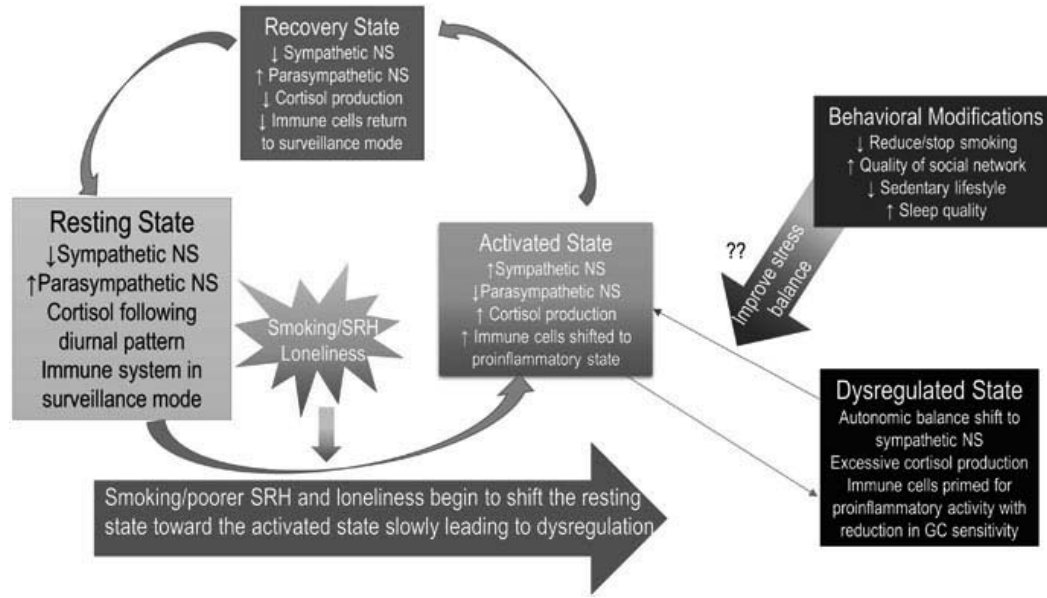 Recovery State
↓ Sympathetic NS
↑ Parasympathetic NS
↓ Cortisol production
↓ Immune cells return
to surveillance mode
Behavioral Modifications
↓ Reduce/stop smoking
↑ Quality of social network
↓ Sedentary lifestyle
↑ Sleep quality
Resting State
↓Sympathetic NS
↑Parasympathetic NS
Cortisol following
diurnal pattern
Immune system in
surveillance mode
Smoking/SRH
Loneliness
Activated State
↑Sympathetic NS
↓Parasympathetic NS
↑ Cortisol production
↑ Immune cells shifted to
proinflammatory state
??
Improve stress
balance
Dysregulated State
Autonomic balance shift to
sympathetic NS
Excessive cortisol production
Immune cells primed for
proinflammatory activity with
reduction in GC sensitivity
Smoking/poorer SRH and loneliness begin to shift the resting
state toward the activated state slowly leading to dysregulation